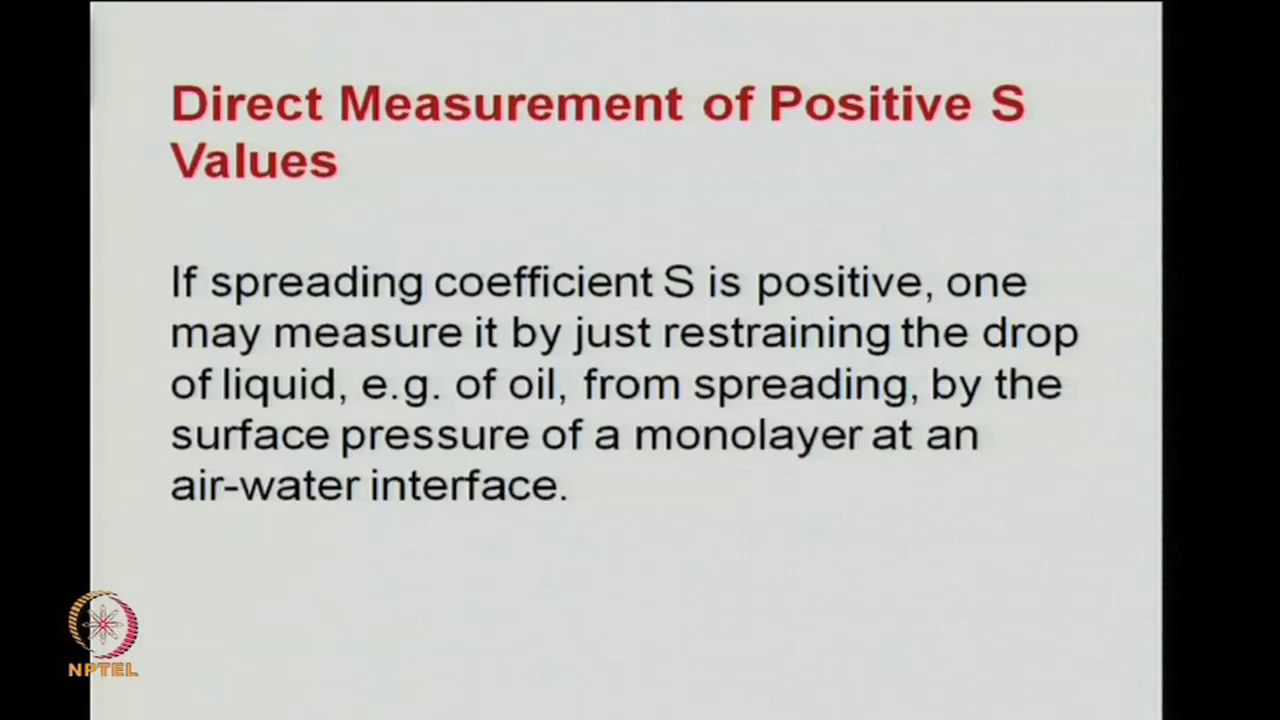 Direct Measurement of Positive S
Values
If spreading coefficient S is positive, one
may measure it by just restraining the drop
of liquid, e.g. of oil, from spreading, by the
surface pressure of a monolayer at an
air-water interface.
NPTEL